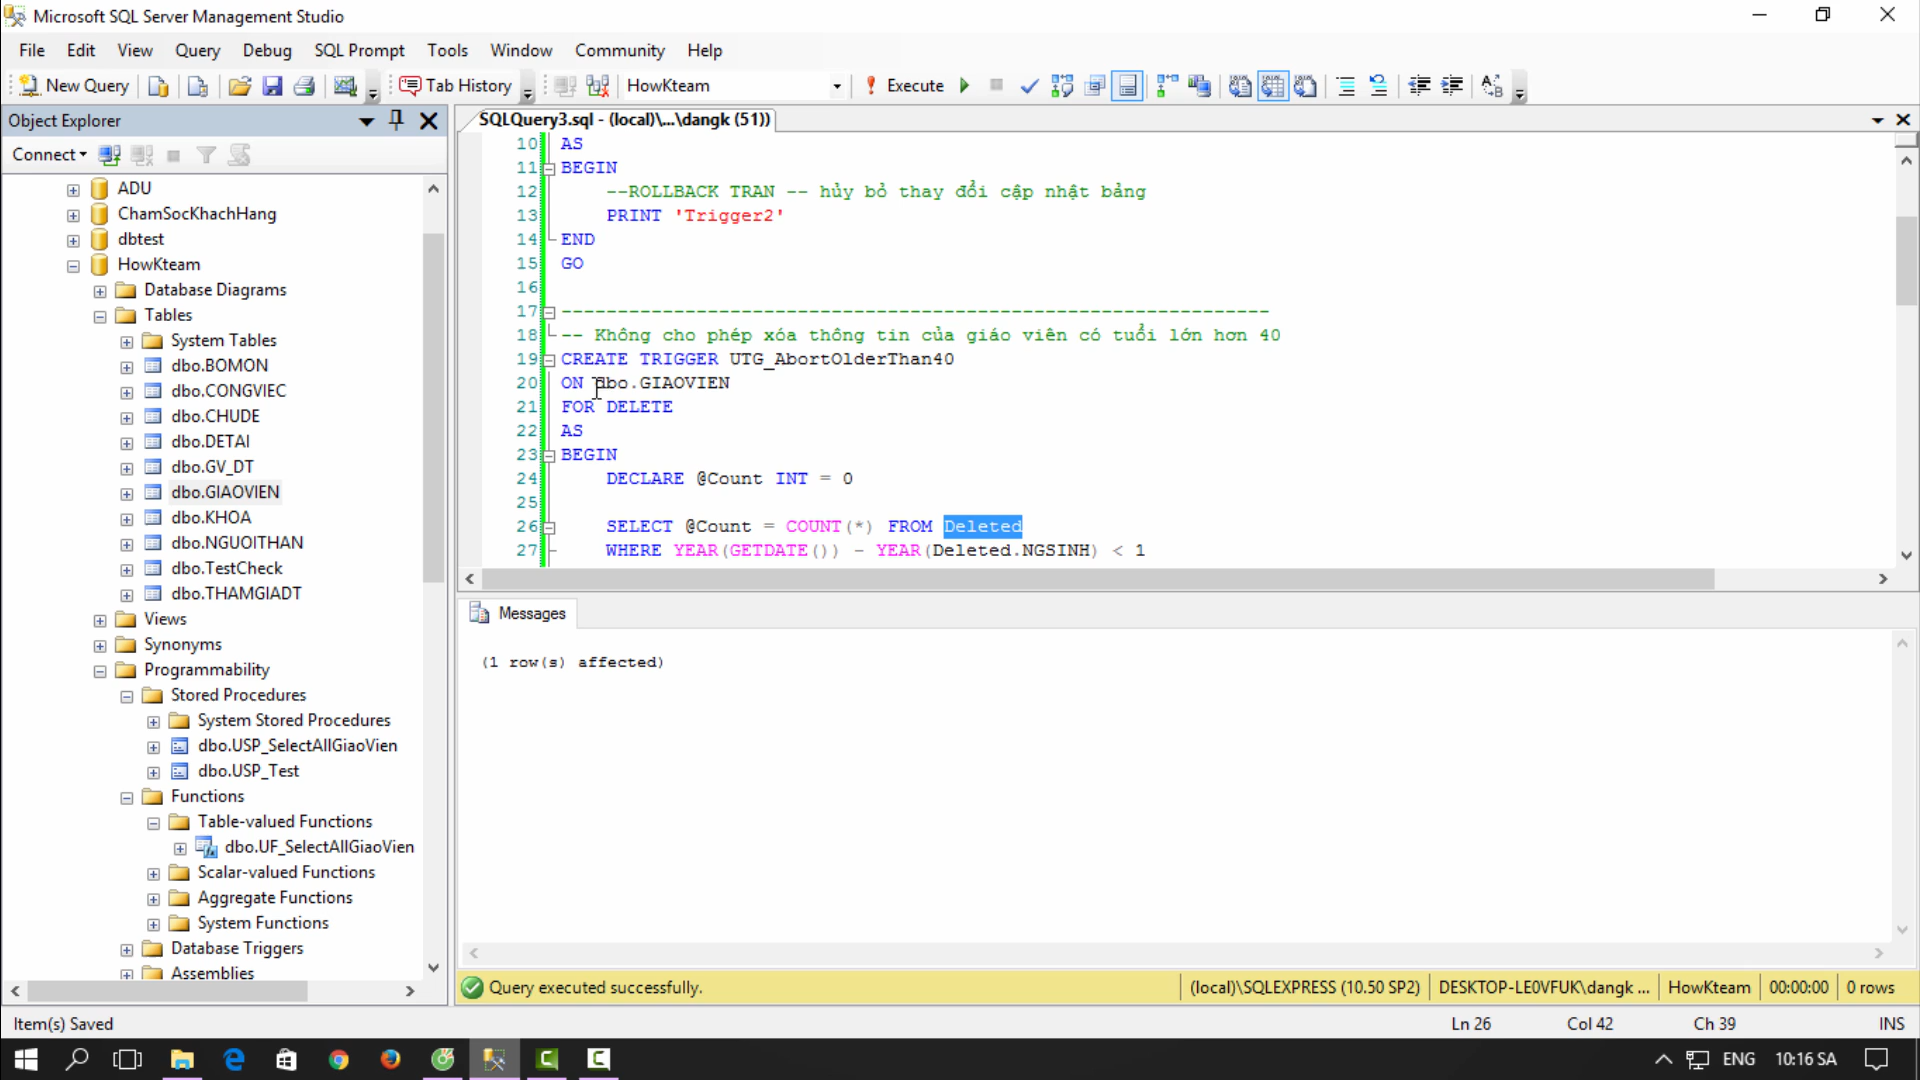 Microsoft SQL Server Management Studio
File Edit View Query Debug SQL Prompt Tools Window Community Help
New Query Tab History HowKteam Execute
Object Explorer
Connect
ADU
ChamSocKhachHang
dbtest
HowKteam
Database Diagrams
Tables
System Tables
dbo.BOMON
dbo.CONGVIEC
dbo.CHUDE
dbo.DETAI
dbo.GV_DT
dbo.GIAOVIEN
dbo.KHOA
dbo.NGUOITHAN
dbo.TestCheck
dbo.THAMGIADT
Views
Synonyms
Programmability
Stored Procedures
System Stored Procedures
dbo.USP_SelectAllGiaoVien
dbo.USP_Test
Functions
Table-valued Functions
dbo.UF_SelectAllGiaoVien
Scalar-valued Functions
Aggregate Functions
System Functions
Database Triggers
Assemblies
SQLQuery3.sql - (local)\...\dangk (51))
10 AS
11 BEGIN
12 --ROLLBACK TRAN -- hủy bỏ thay đổi cập nhật bảng
13 PRINT 'Trigger2'
14 END
15 GO
16
17 ---------------------------------------------------------------
18 -- Không cho phép xóa thông tin của giáo viên có tuổi lớn hơn 40
19 CREATE TRIGGER UTG_AbortOlderThan40
20 ON dbo.GIAOVIEN
21 FOR DELETE
22 AS
23 BEGIN
24 DECLARE @Count INT = 0
25
26 SELECT @Count = COUNT(*) FROM Deleted
27 WHERE YEAR(GETDATE()) - YEAR(Deleted.NGSINH) < 1
Messages
(1 row(s) affected)
Query executed successfully. (local)\SQLEXPRESS (10.50 SP2) DESKTOP-LE0VFUK\dangk ... HowKteam 00:00:00 0 rows
Item(s) Saved Ln 26 Col 42 Ch 39 INS
ENG 10:16 SA